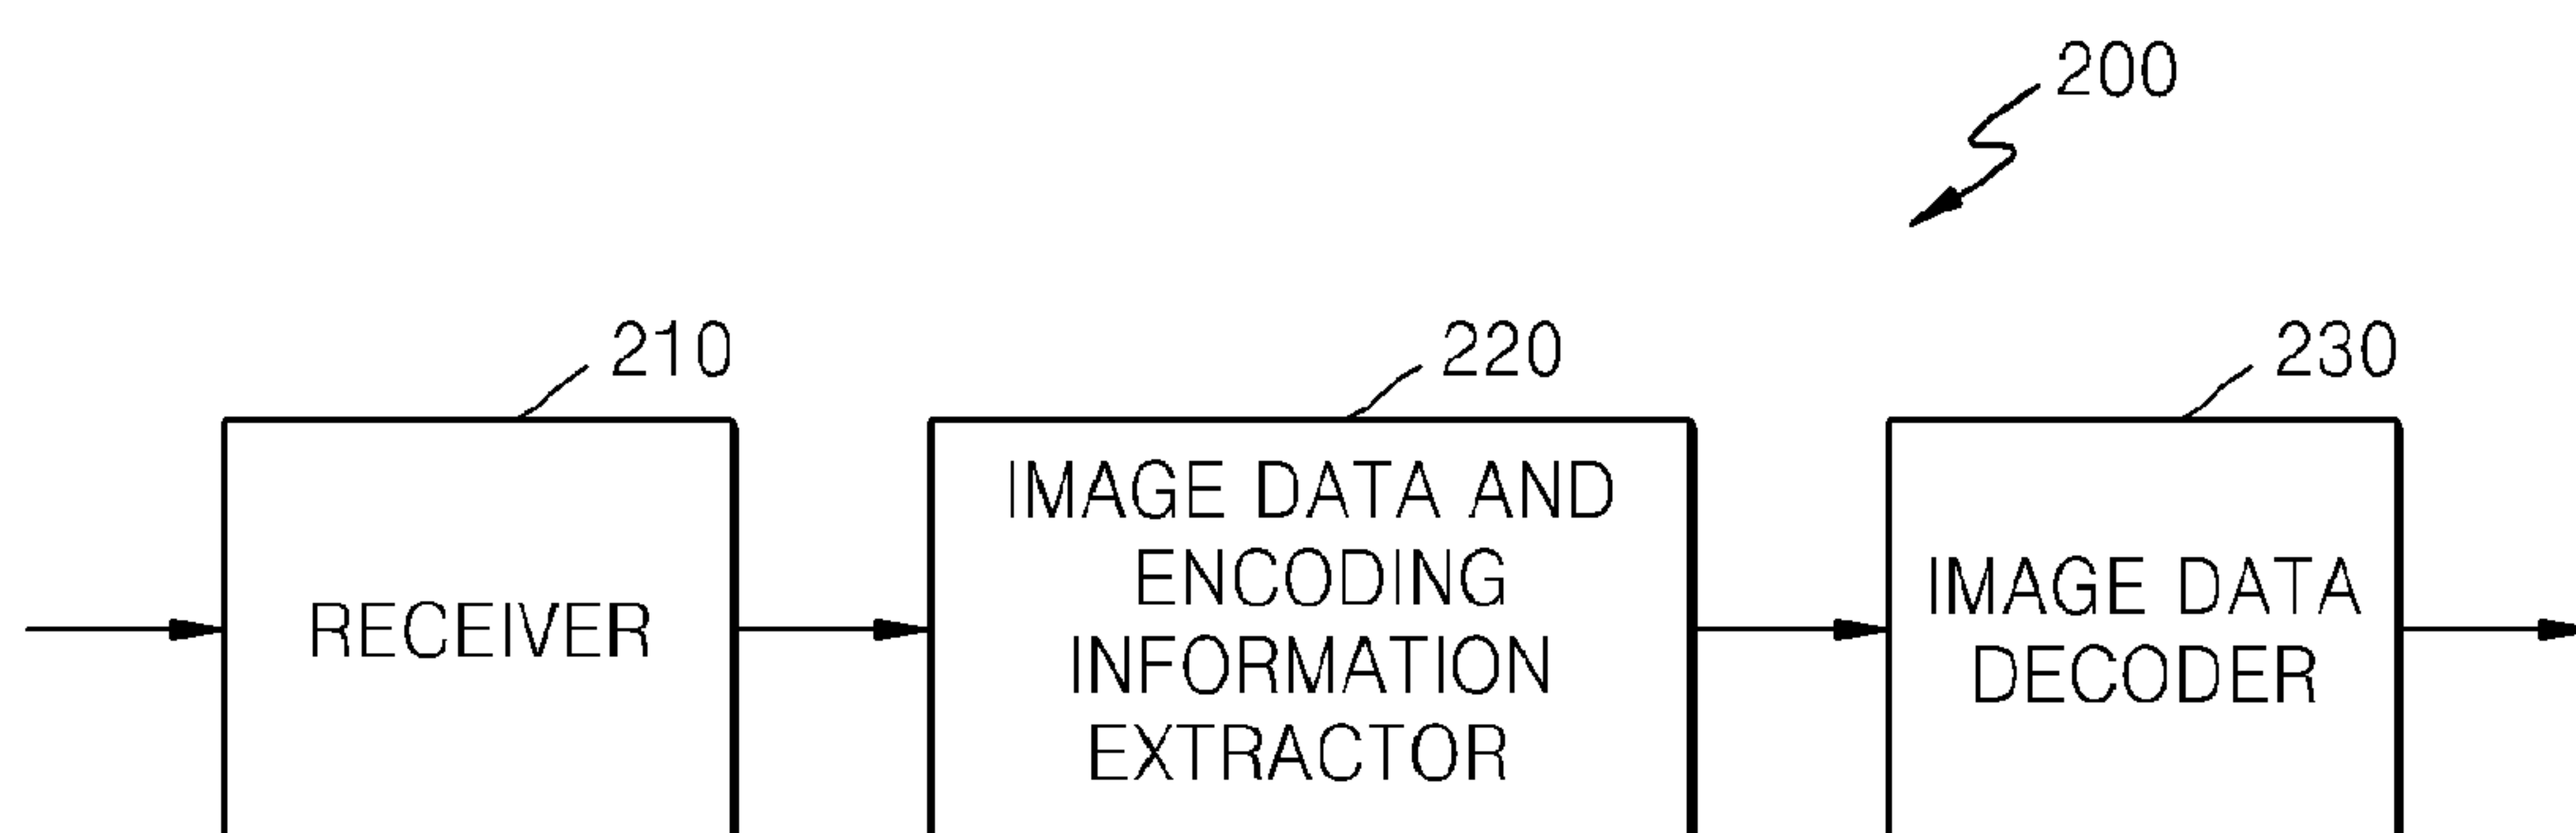 200
210
220
230
RECEIVER
IMAGE DATA AND
ENCODING
INFORMATION
EXTRACTOR
IMAGE DATA
DECODER